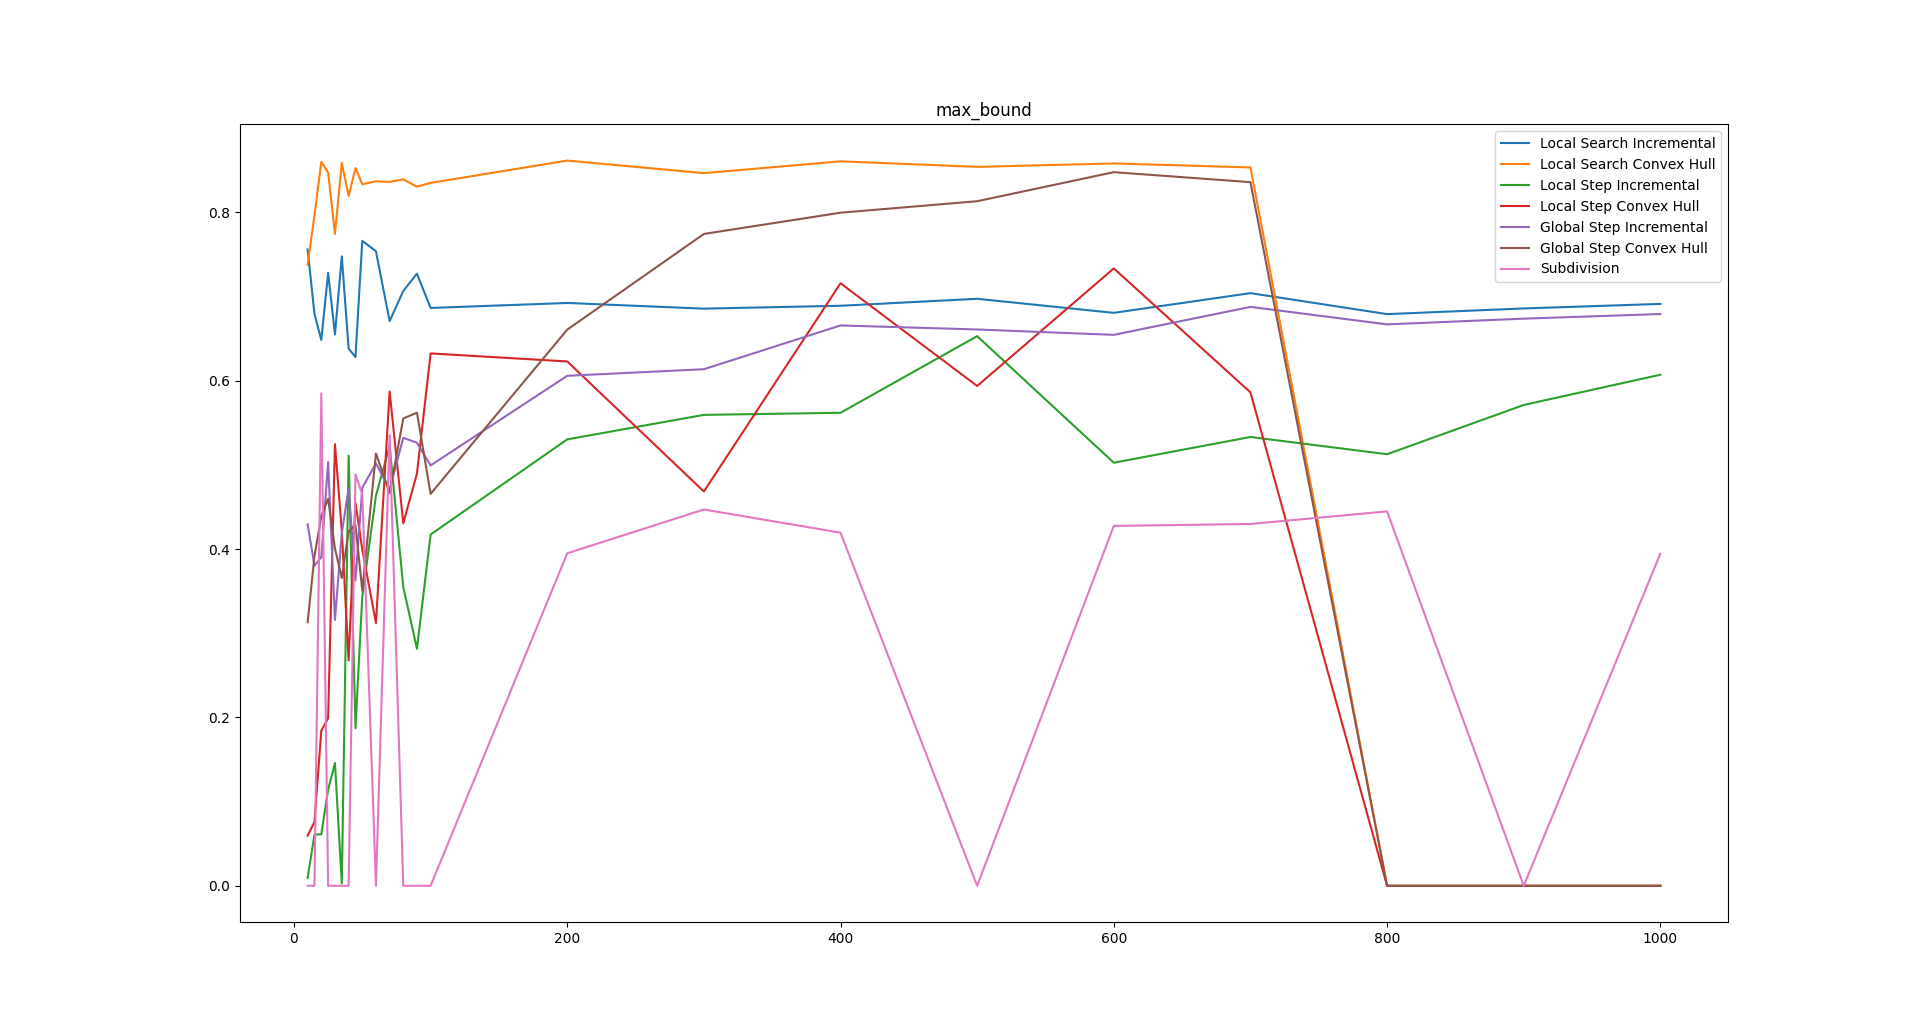 max_bound
Local Search Incremental
Local Search Convex Hull
Local Step Incremental
Local Step Convex Hull
Global Step Incremental
Global Step Convex Hull
Subdivision
0.8
0.6
0.4
0.2
0.0
0 200 400 600 800 1000